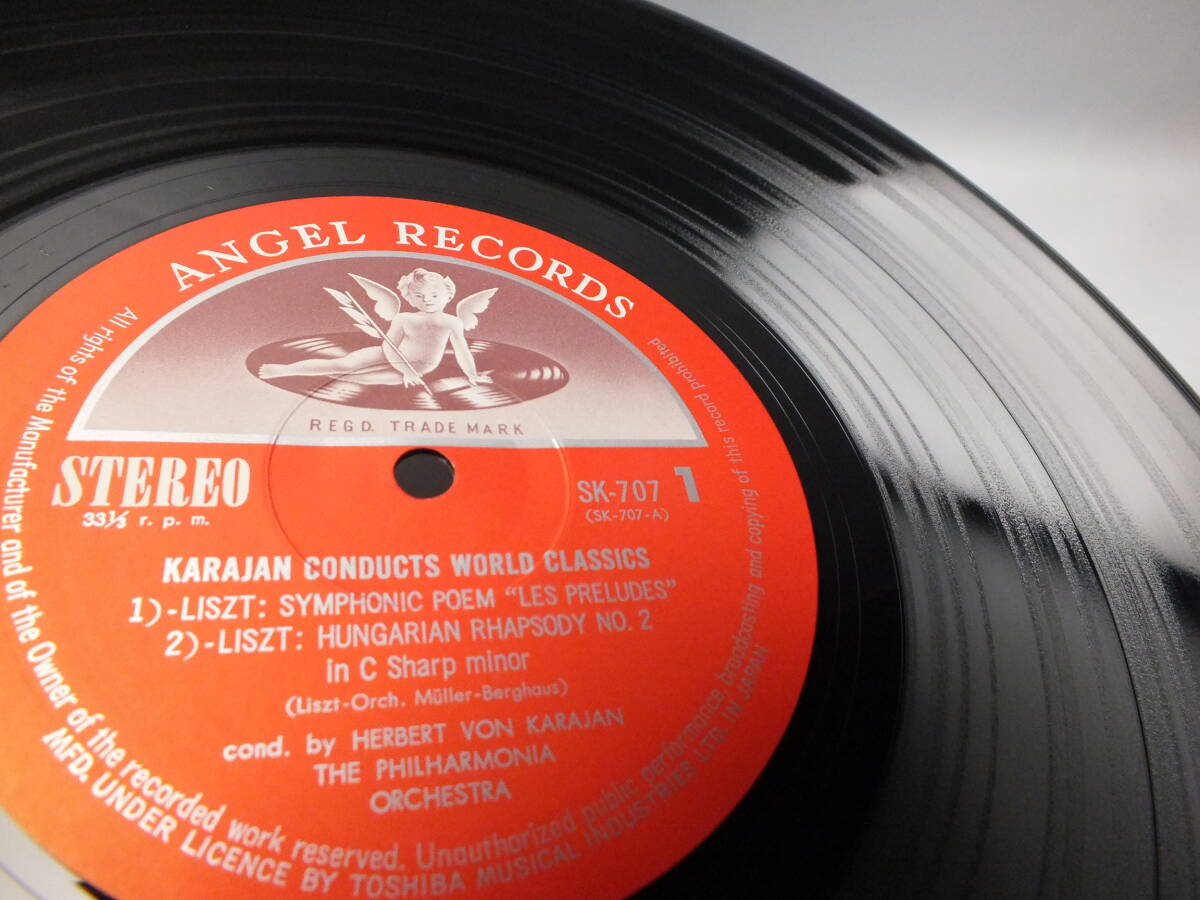 ANGEL RECORDS
REGD. TRADE MARK
STEREO
33⅓ r. p. m.
SK-707 1
(SK-707-A)
KARAJAN CONDUCTS WORLD CLASSICS
1)-LISZT: SYMPHONIC POEM "LES PRELUDES"
2)-LISZT: HUNGARIAN RHAPSODY NO. 2
in C Sharp minor
(Liszt-Orch. Müller-Berghaus)
cond. by HERBERT VON KARAJAN
THE PHILHARMONIA
ORCHESTRA
All rights of the Manufacturer and of the Owner of the recorded work reserved. Unauthorized public performance, broadcasting and copying of this record prohibited
MFD. UNDER LICENCE BY TOSHIBA MUSICAL INDUSTRIES LTD. IN JAPAN